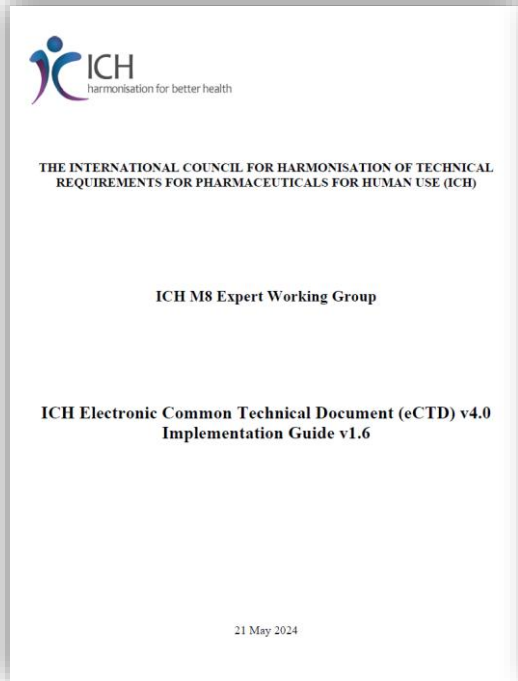 ICH
harmonisation for better health
THE INTERNATIONAL COUNCIL FOR HARMONISATION OF TECHNICAL
REQUIREMENTS FOR PHARMACEUTICALS FOR HUMAN USE (ICH)
ICH M8 Expert Working Group
ICH Electronic Common Technical Document (eCTD) v4.0
Implementation Guide v1.6
21 May 2024